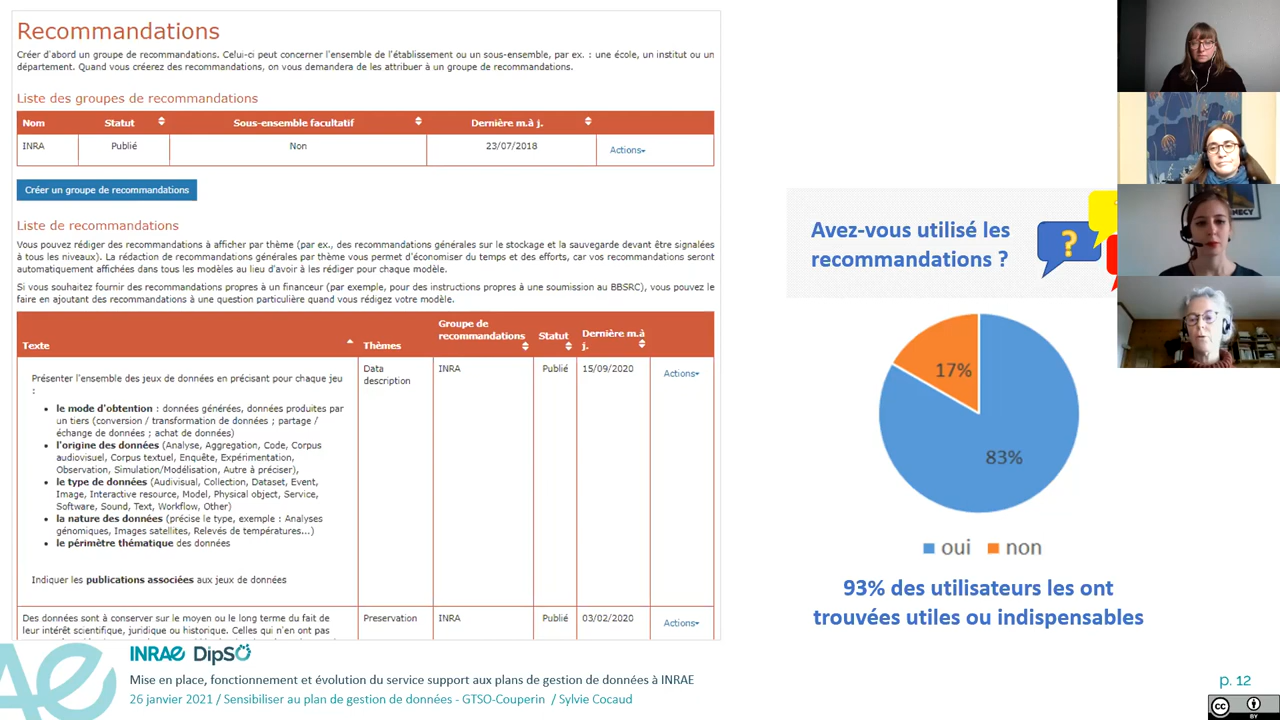 Recommandations
Créer d'abord un groupe de recommandations. Celui-ci peut concerner l'ensemble de l'établissement ou un sous-ensemble, par ex. : une école, un institut ou un
département. Quand vous créerez des recommandations, on vous demandera de les attribuer à un groupe de recommandations.
Liste des groupes de recommandations
Nom Statut Sous-ensemble facultatif Dernière m.à j.
INRA Publié Non 23/07/2018 Actions
Créer un groupe de recommandations
Liste de recommandations
Vous pouvez rédiger des recommandations à afficher par thème (par ex., des recommandations générales sur le stockage et la sauvegarde devant être signalées
à tous les niveaux). La rédaction de recommandations générales par thème vous permet d'économiser du temps et des efforts, car vos recommandations seront
automatiquement affichées dans tous les modèles au lieu d'avoir à les rédiger pour chaque modèle.
Si vous souhaitez fournir des recommandations propres à un financeur (par exemple, pour des instructions propres à une soumission au BBSRC), vous pouvez le
faire en ajoutant des recommandations à une question particulière quand vous rédigez votre modèle.
Texte Thèmes Groupe de recommandations Statut Dernière m.à j.
Présenter l'ensemble des jeux de données en précisant pour chaque jeu
:
• le mode d'obtention : données générées, données produites par
un tiers (conversion / transformation de données ; partage /
échange de données ; achat de données)
• l'origine des données (Analyse, Aggregation, Code, Corpus
audiovisuel, Corpus textuel, Enquête, Expérimentation,
Observation, Simulation/Modélisation, Autre à préciser),
• le type de données (Audivisual, Collection, Dataset, Event,
Image, Interactive resource, Model, Physical object, Service,
Software, Sound, Text, Workflow, Other)
• la nature des données (précise le type, exemple : Analyses
génomiques, Images satellites, Relevés de températures...)
• le périmètre thématique des données
Indiquer les publications associées aux jeux de données
Data
description
INRA Publié 15/09/2020 Actions
Des données sont à conserver sur le moyen ou le long terme du fait de
leur intérêt scientifique, juridique ou historique. Celles qui n'en ont pas
Preservation INRA Publié 03/02/2020 Actions
Avez-vous utilisé les
recommandations ?
?
17%
83%
oui non
93% des utilisateurs les ont
trouvées utiles ou indispensables
NECY
INRAE DipSO
Mise en place, fonctionnement et évolution du service support aux plans de gestion de données à INRAE
26 janvier 2021 / Sensibiliser au plan de gestion de données - GTSO-Couperin / Sylvie Cocaud
p. 12
cc BY